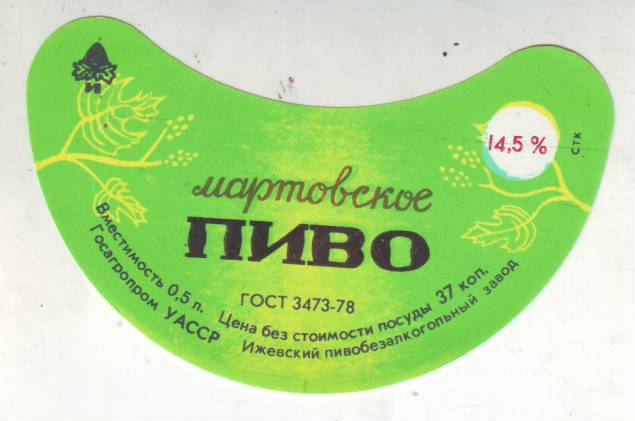 14,5 %
СТК
мартовское
ПИВО
ГОСТ 3473-78
Вместимость 0,5 л. Цена без стоимости посуды 37 коп.
Госагропром УАССР Ижевский пивобезалкогольный завод